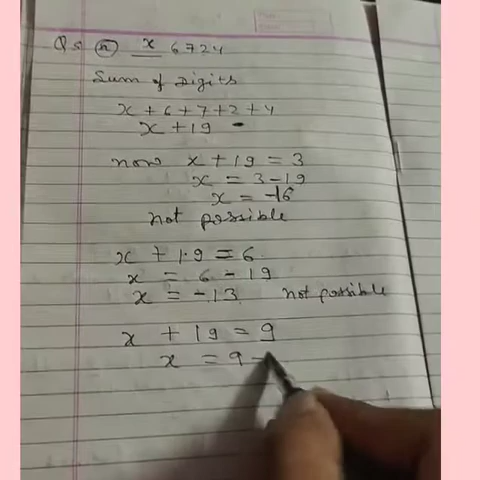 Q5 (a) x 6724
Sum of Digits
x + 6 + 7 + 2 + 4
x + 19
now x + 19 = 3
x = 3 - 19
x = -16
not possible
x + 19 = 6
x = 6 - 19
x = -13 not possible
x + 19 = 9
x = 9 -